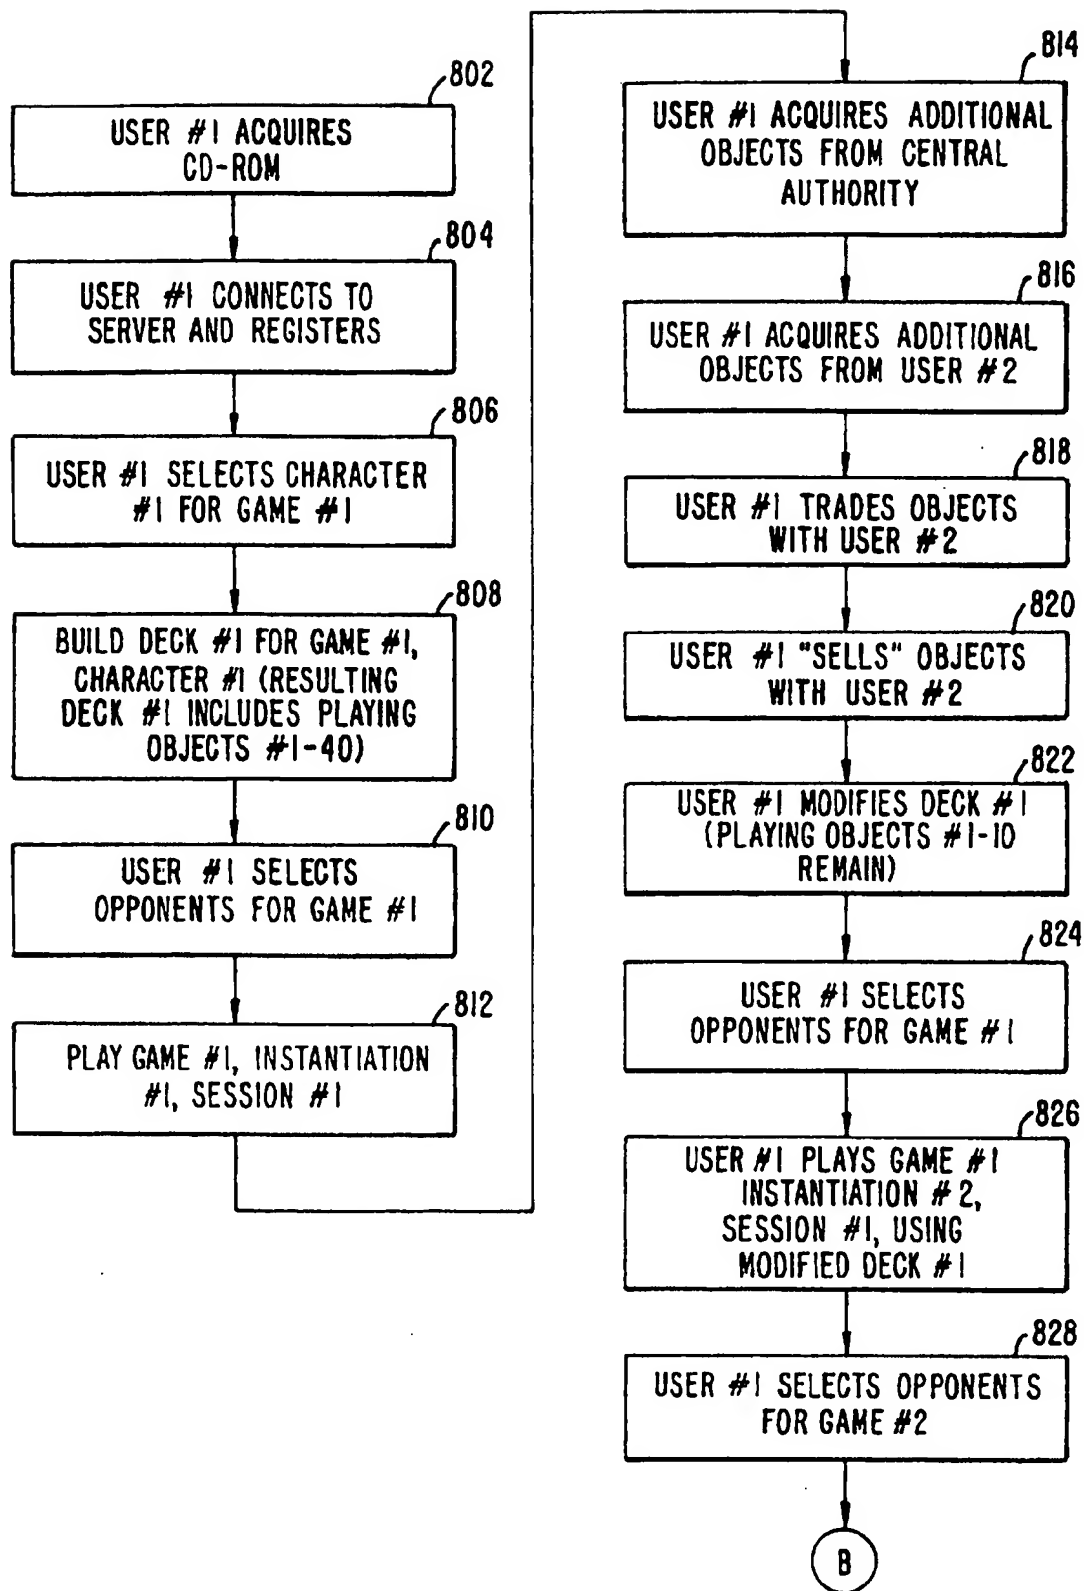 802
USER #1 ACQUIRES
CD-ROM
804
USER #1 CONNECTS TO
SERVER AND REGISTERS
806
USER #1 SELECTS CHARACTER
#1 FOR GAME #1
808
BUILD DECK #1 FOR GAME #1,
CHARACTER #1 (RESULTING
DECK #1 INCLUDES PLAYING
OBJECTS #1-40)
810
USER #1 SELECTS
OPPONENTS FOR GAME #1
812
PLAY GAME #1, INSTANTIATION
#1, SESSION #1
814
USER #1 ACQUIRES ADDITIONAL
OBJECTS FROM CENTRAL
AUTHORITY
816
USER #1 ACQUIRES ADDITIONAL
OBJECTS FROM USER #2
818
USER #1 TRADES OBJECTS
WITH USER #2
820
USER #1 "SELLS" OBJECTS
WITH USER #2
822
USER #1 MODIFIES DECK #1
(PLAYING OBJECTS #1-10
REMAIN)
824
USER #1 SELECTS
OPPONENTS FOR GAME #1
826
USER #1 PLAYS GAME #1
INSTANTIATION #2,
SESSION #1, USING
MODIFIED DECK #1
828
USER #1 SELECTS OPPONENTS
FOR GAME #2
B